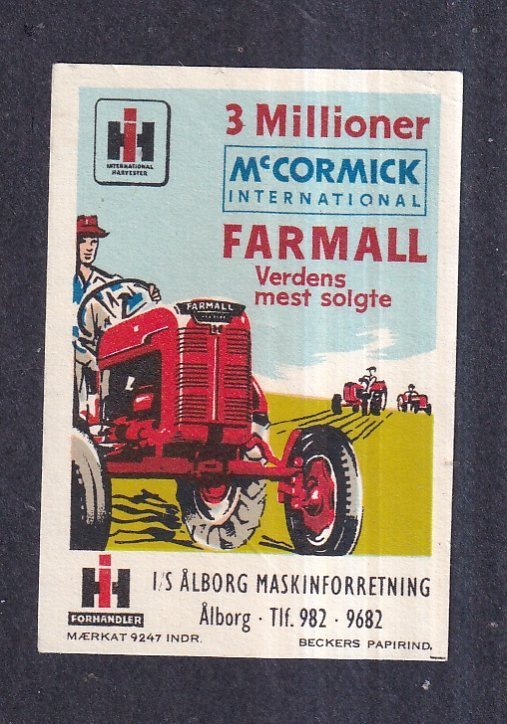 IH
INTERNATIONAL
HARVESTER
3 Millioner
McCORMICK
INTERNATIONAL
FARMALL
Verdens
mest solgte
FARMALL
IH
FORHANDLER
I/S ÅLBORG MASKINFORRETNING
Ålborg · Tlf. 982 · 9682
MÆRKAT 9247 INDR.
BECKERS PAPIRIND.